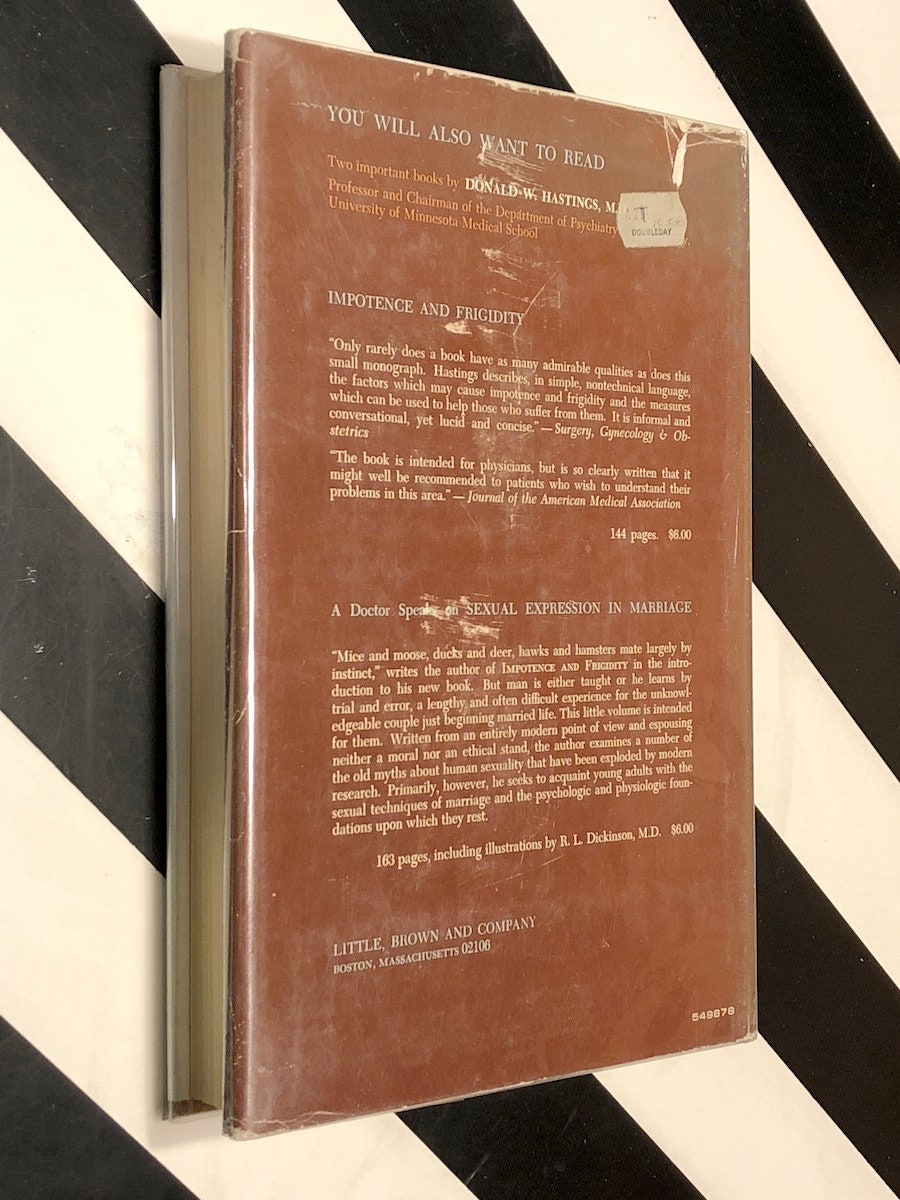 YOU WILL ALSO WANT TO READ
Two important books by DONALD W. HASTINGS, M.
Professor and Chairman of the Department of Psychiatry
University of Minnesota Medical School
DOUBLEDAY
IMPOTENCE AND FRIGIDITY
“Only rarely does a book have as many admirable qualities as does this
small monograph. Hastings describes, in simple, nontechnical language,
the factors which may cause impotence and frigidity and the measures
which can be used to help those who suffer from them. It is informal and
conversational, yet lucid and concise.” — Surgery, Gynecology & Ob-
stetrics
“The book is intended for physicians, but is so clearly written that it
might well be recommended to patients who wish to understand their
problems in this area.” — Journal of the American Medical Association
144 pages. $6.00
A Doctor Speaks on SEXUAL EXPRESSION IN MARRIAGE
“Mice and moose, ducks and deer, hawks and hamsters mate largely by
instinct,” writes the author of IMPOTENCE AND FRIGIDITY in the intro-
duction to his new book. But man is either taught or he learns by
trial and error, a lengthy and often difficult experience for the unknowl-
edgeable couple just beginning married life. This little volume is intended
for them. Written from an entirely modern point of view and espousing
neither a moral nor an ethical stand, the author examines a number of
the old myths about human sexuality that have been exploded by modern
research. Primarily, however, he seeks to acquaint young adults with the
sexual techniques of marriage and the psychologic and physiologic foun-
dations upon which they rest.
163 pages, including illustrations by R. L. Dickinson, M.D. $6.00
LITTLE, BROWN AND COMPANY
BOSTON, MASSACHUSETTS 02106
549878